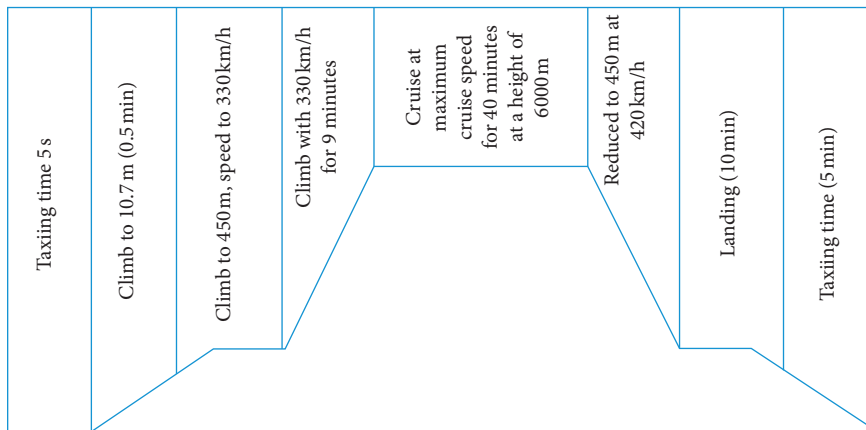 Taxiing time 5 s
Climb to 10.7 m (0.5 min)
Climb to 450 m, speed to 330 km/h
Climb with 330 km/h
for 9 minutes
Cruise at
maximum
cruise speed
for 40 minutes
at a height of
6000 m
Reduced to 450 m at
420 km/h
Landing (10 min)
Taxiing time (5 min)